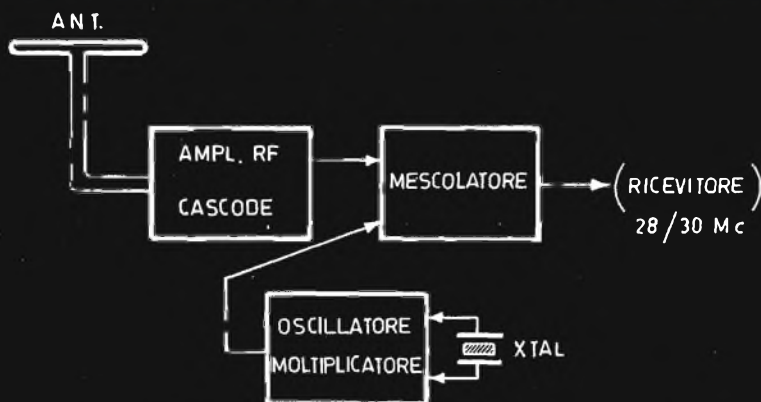 ANT.
AMPL. RF
CASCODE
MESCOLATORE
(RICEVITORE)
28/30 Mc
OSCILLATORE
MOLTIPLICATORE
XTAL